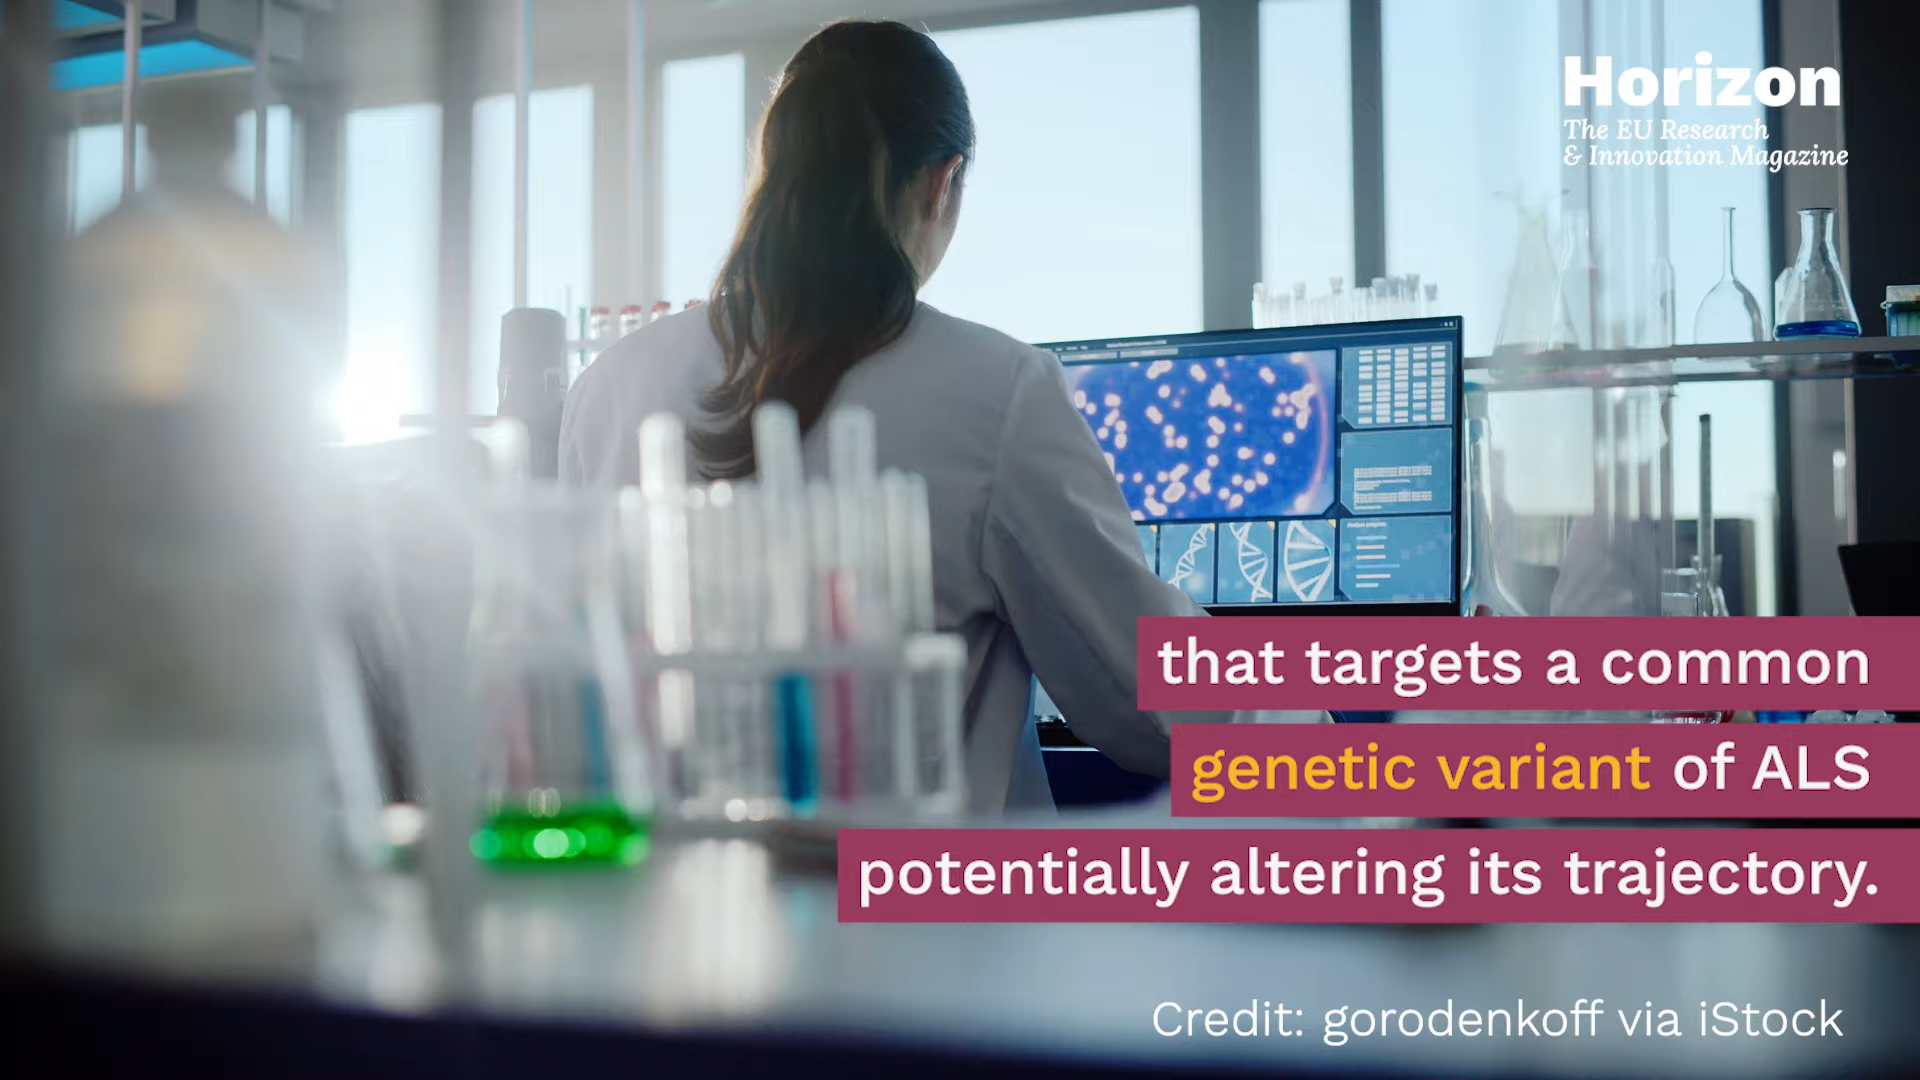 Horizon
The EU Research
& Innovation Magazine
that targets a common
genetic variant of ALS
potentially altering its trajectory.
Credit: gorodenkoff via iStock